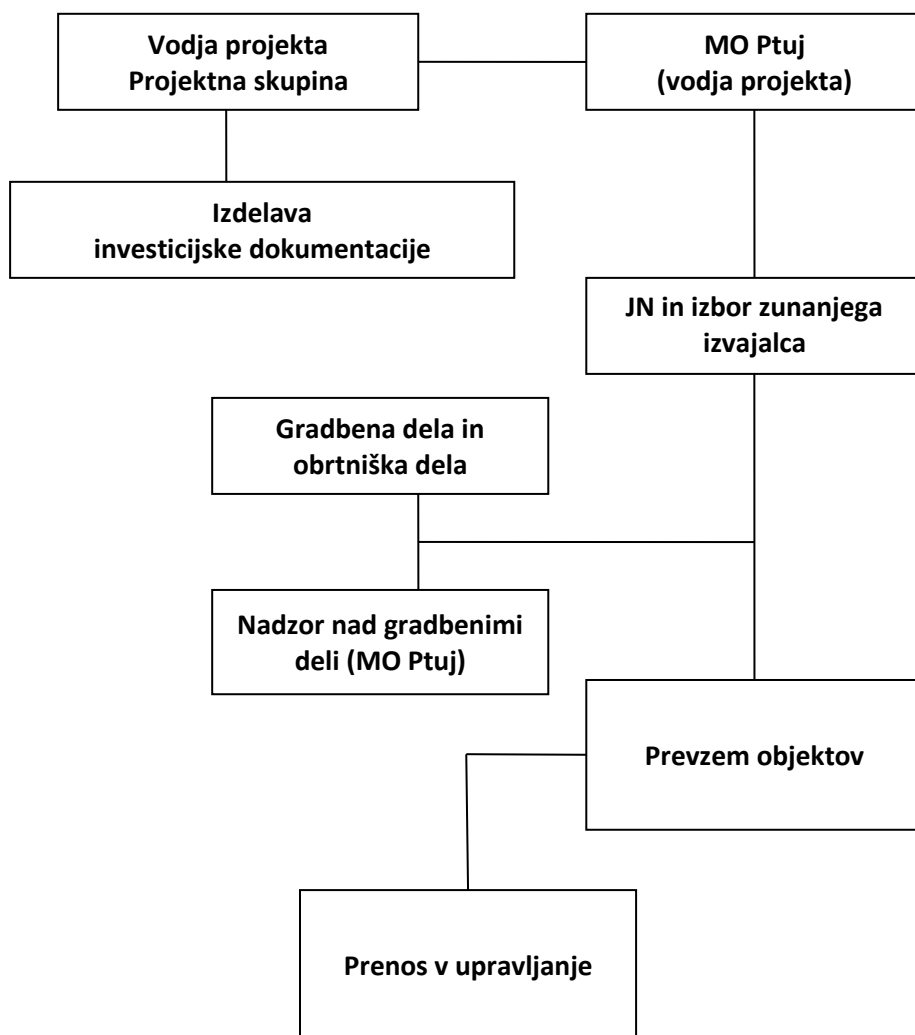 Vodja projekta
Projektna skupina
MO Ptuj
(vodja projekta)
Izdelava
investicijske dokumentacije
JN in izbor zunanjega
izvajalca
Gradbena dela in
obrtniška dela
Nadzor nad gradbenimi
deli (MO Ptuj)
Prevzem objektov
Prenos v upravljanje